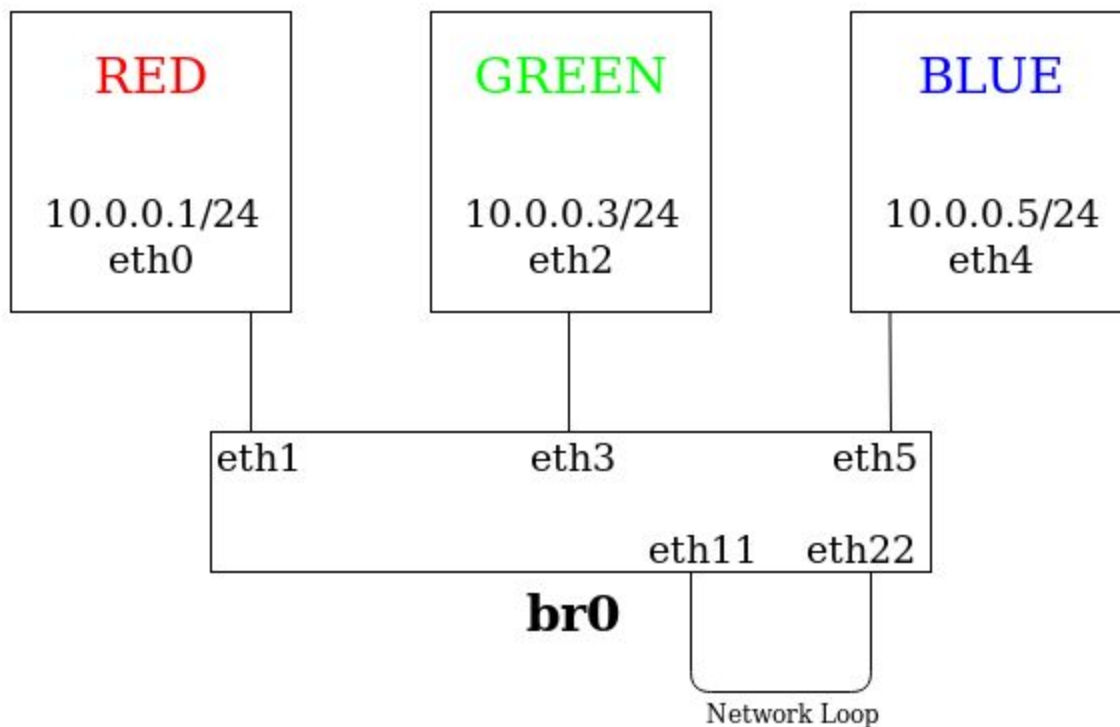 RED
10.0.0.1/24
eth0
GREEN
10.0.0.3/24
eth2
BLUE
10.0.0.5/24
eth4
eth1
eth3
eth5
eth11
eth22
br0
Network Loop